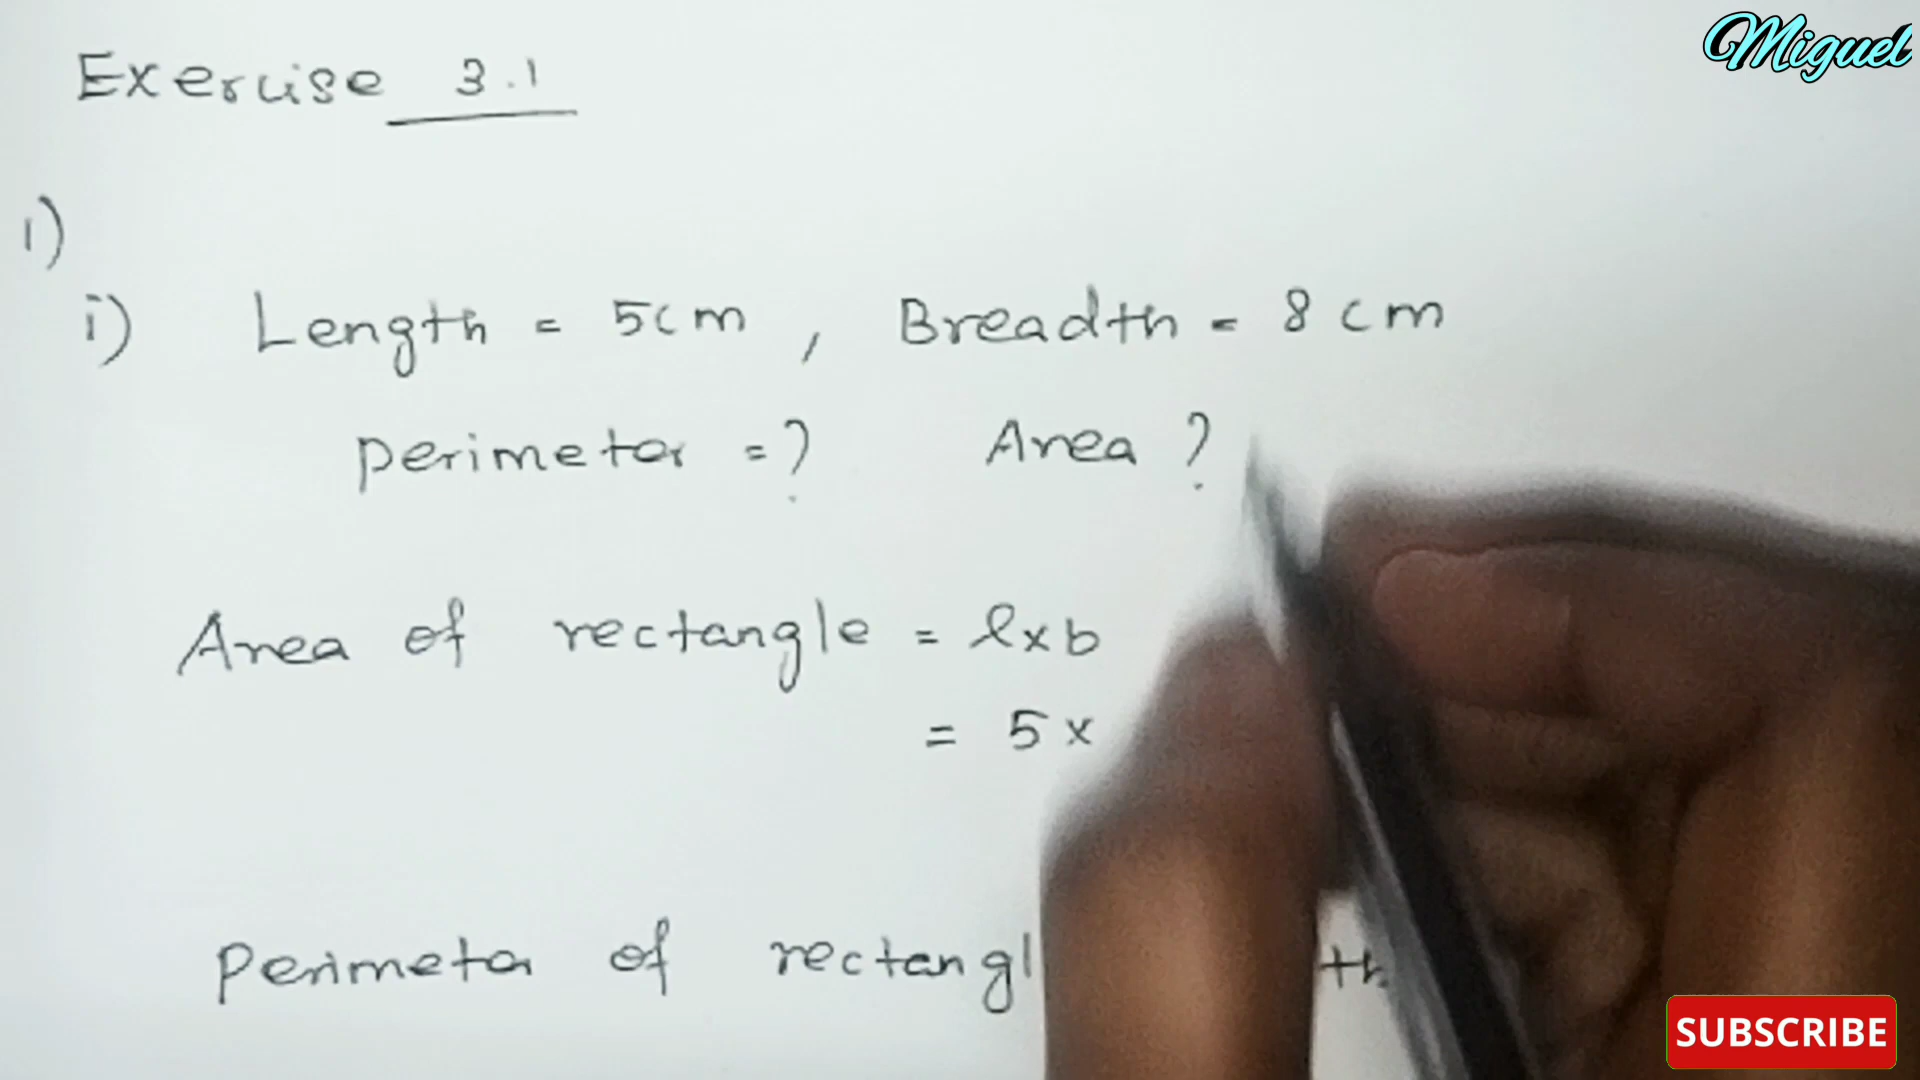 Miguel
Exercise 3.1
1)
i) Length = 5cm, Breadth = 8 cm
perimeter = ? Area ?
Area of rectangle = l x b
= 5 x
perimeter of rectangl
SUBSCRIBE